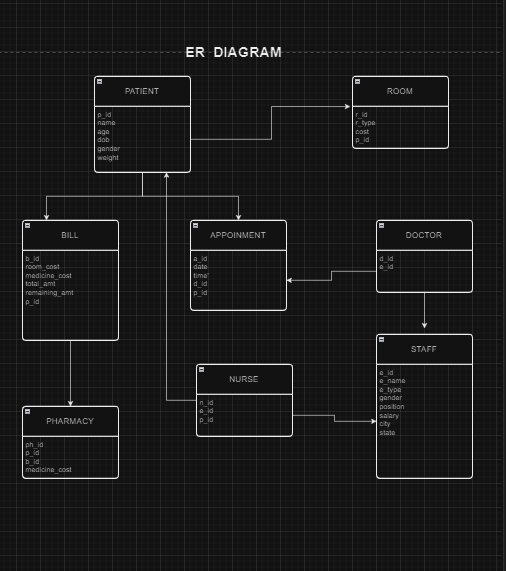 ER DIAGRAM
PATIENT
p_id
name
age
dob
gender
weight
ROOM
r_id
r_type
cost
p_id
BILL
b_id
room_cost
medicine_cost
total_amt
remaining_amt
p_id
APPOINMENT
a_id
date
time'
d_id
p_id
DOCTOR
d_id
e_id
STAFF
e_id
e_name
e_type
gender
position
salary
city
state
NURSE
n_id
e_id
p_id
PHARMACY
ph_id
p_id
b_id
medicine_cost